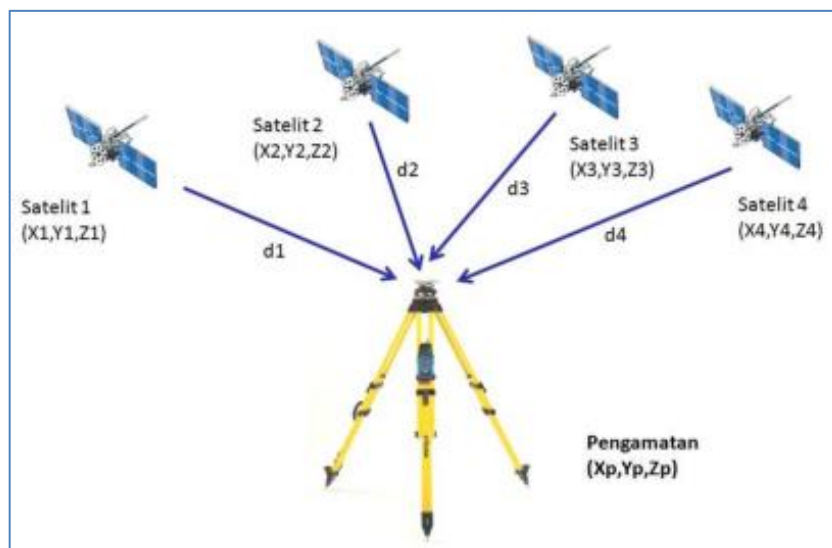 Satelit 1
(X1,Y1,Z1)
Satelit 2
(X2,Y2,Z2)
Satelit 3
(X3,Y3,Z3)
Satelit 4
(X4,Y4,Z4)
d1
d2
d3
d4
Pengamatan
(Xp,Yp,Zp)